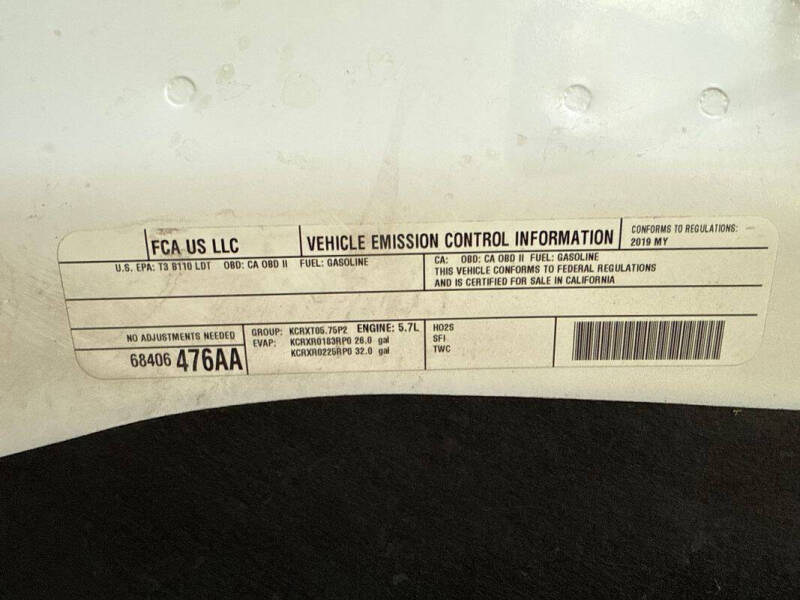 FCA US LLC
VEHICLE EMISSION CONTROL INFORMATION
CONFORMS TO REGULATIONS:
2019 MY
U.S. EPA: T3 B110 LDT OBD: CA OBD II FUEL: GASOLINE
CA: OBD: CA OBD II FUEL: GASOLINE
THIS VEHICLE CONFORMS TO FEDERAL REGULATIONS
AND IS CERTIFIED FOR SALE IN CALIFORNIA
NO ADJUSTMENTS NEEDED
68406 476AA
GROUP: KCRXT05.75P2 ENGINE: 5.7L
EVAP: KCRXR0183RP0 26.0 gal
KCRXR0225RP0 32.0 gal
HO2S
SFI
TWC